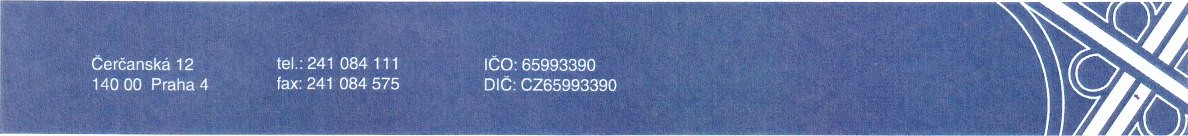 Čerčanská 12
140 00 Praha 4
tel.: 241 084 111
fax: 241 084 575
IČO: 65993390
DIČ: CZ65993390